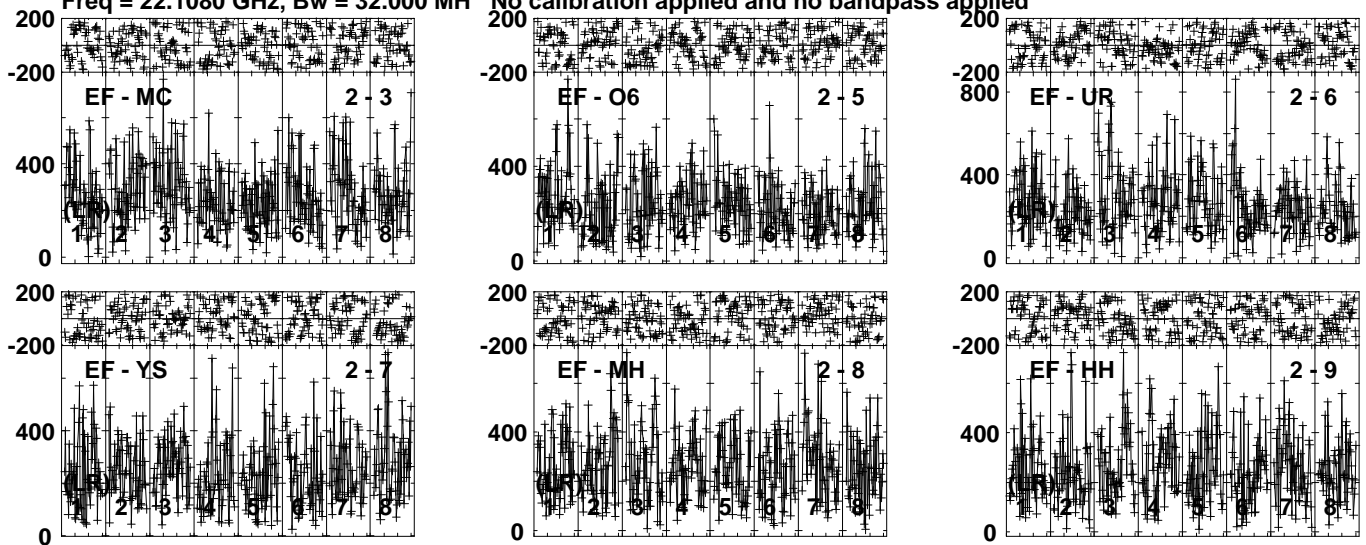 Freq = 22.1080 GHz, Bw = 32.000 MH No calibration applied and no bandpass applied
200
-200
EF - MC 2 - 3
400
(LR)
1 2 3 4 5 6 7 8
0
200
-200
EF - O6 2 - 5
400
(LR)
1 2 3 4 5 6 7 8
0
200
-200
800
EF - UR 2 - 6
400
(LR)
1 2 3 4 5 6 7 8
0
200
-200
EF - YS 2 - 7
400
(LR)
1 2 3 4 5 6 7 8
0
200
-200
EF - MH 2 - 8
400
(LR)
1 2 3 4 5 6 7 8
0
200
-200
EF - HH 2 - 9
400
(LR)
1 2 3 4 5 6 7 8
0